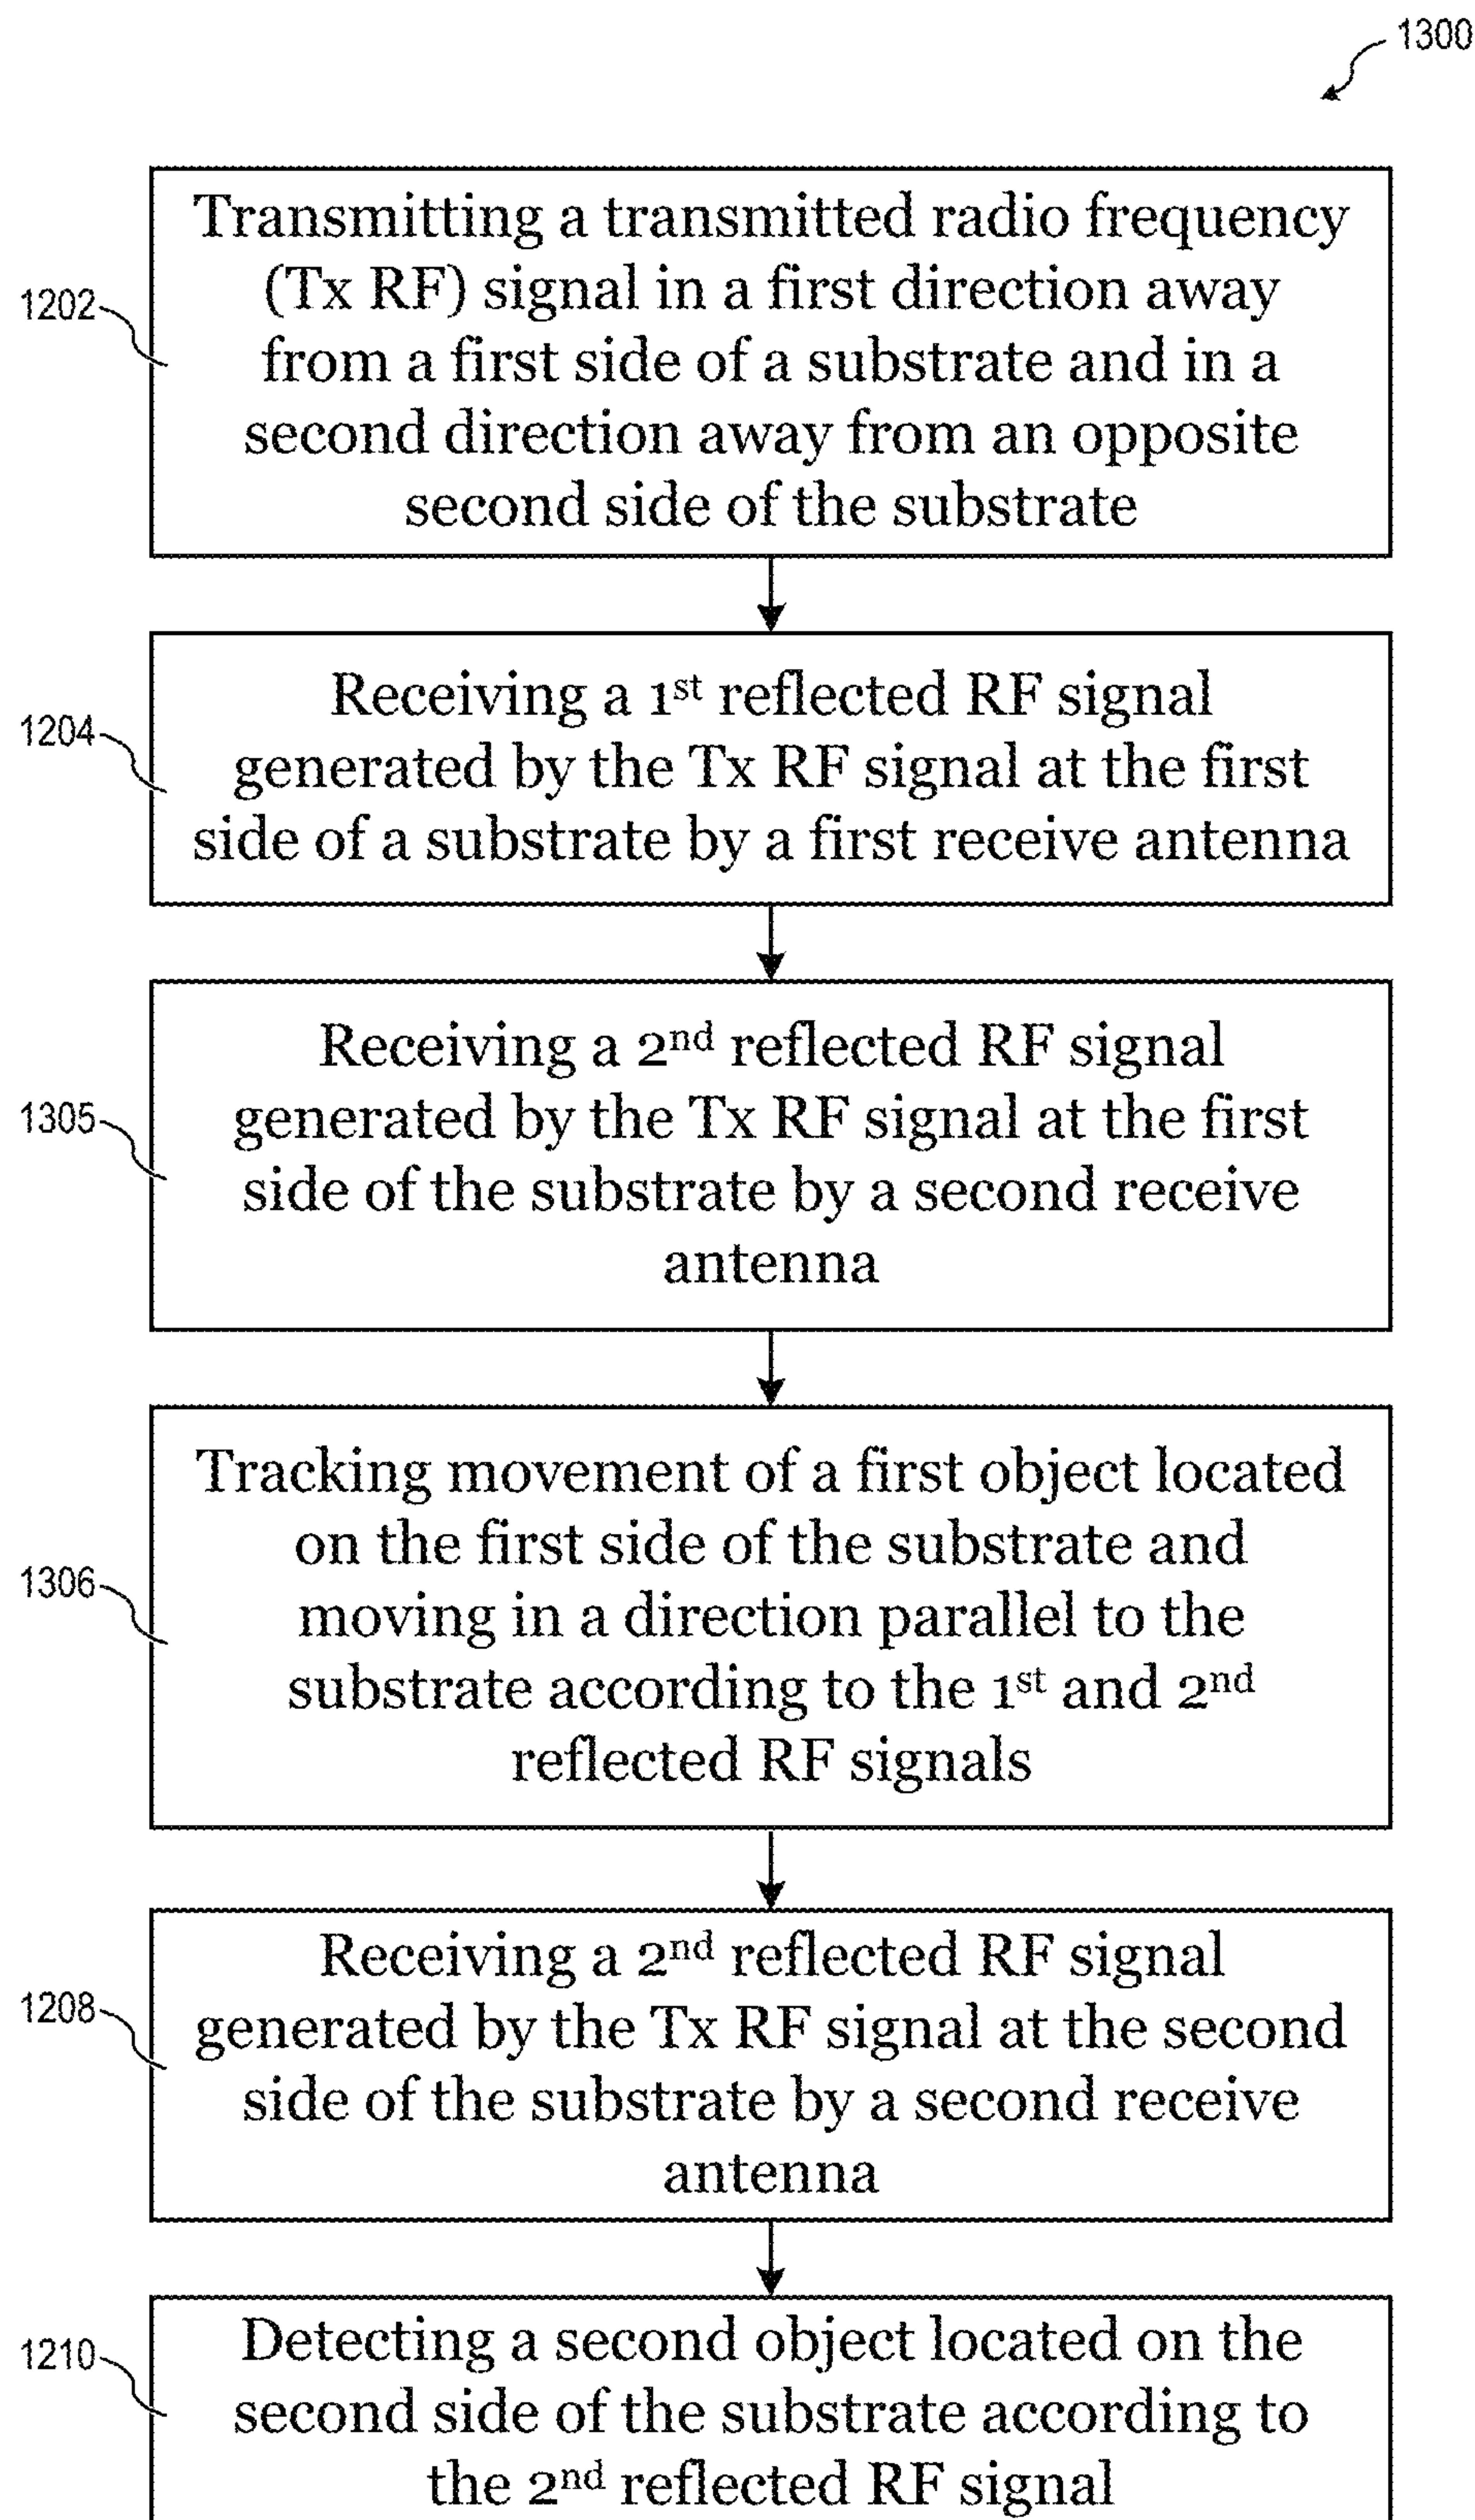 1300
Transmitting a transmitted radio frequency
(Tx RF) signal in a first direction away
from a first side of a substrate and in a
second direction away from an opposite
second side of the substrate
1202
Receiving a 1st reflected RF signal
generated by the Tx RF signal at the first
side of a substrate by a first receive antenna
1204
Receiving a 2nd reflected RF signal
generated by the Tx RF signal at the first
side of the substrate by a second receive
antenna
1305
Tracking movement of a first object located
on the first side of the substrate and
moving in a direction parallel to the
substrate according to the 1st and 2nd
reflected RF signals
1306
Receiving a 2nd reflected RF signal
generated by the Tx RF signal at the second
side of the substrate by a second receive
antenna
1208
Detecting a second object located on the
second side of the substrate according to
the 2nd reflected RF signal
1210